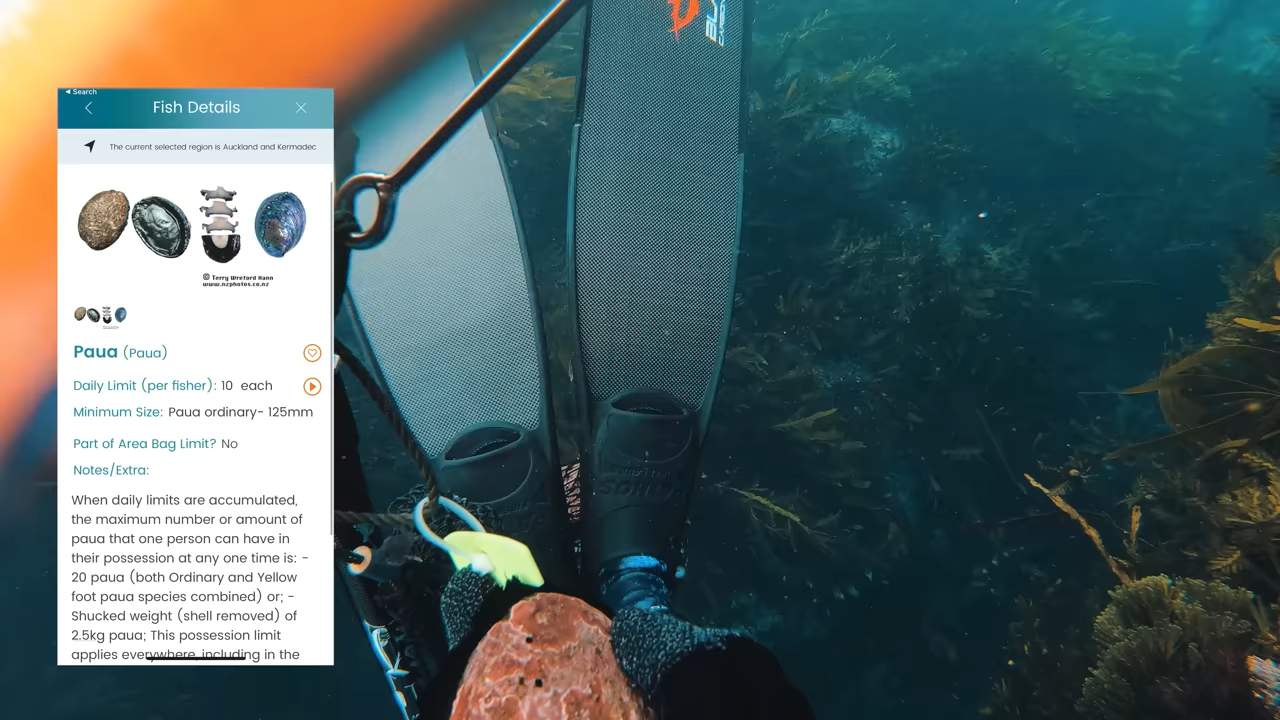 ◀ Search
Fish Details
The current selected region is Auckland and Kermadec
© Terry Wreford Hann
www.nzphotos.co.nz
Paua (Paua)
Daily Limit (per fisher): 10 each
Minimum Size: Paua ordinary- 125mm
Part of Area Bag Limit? No
Notes/Extra:
When daily limits are accumulated,
the maximum number or amount of
paua that one person can have in
their possession at any one time is: -
20 paua (both Ordinary and Yellow
foot paua species combined) or; -
Shucked weight (shell removed) of
2.5kg paua; This possession limit
applies everywhere, including in the